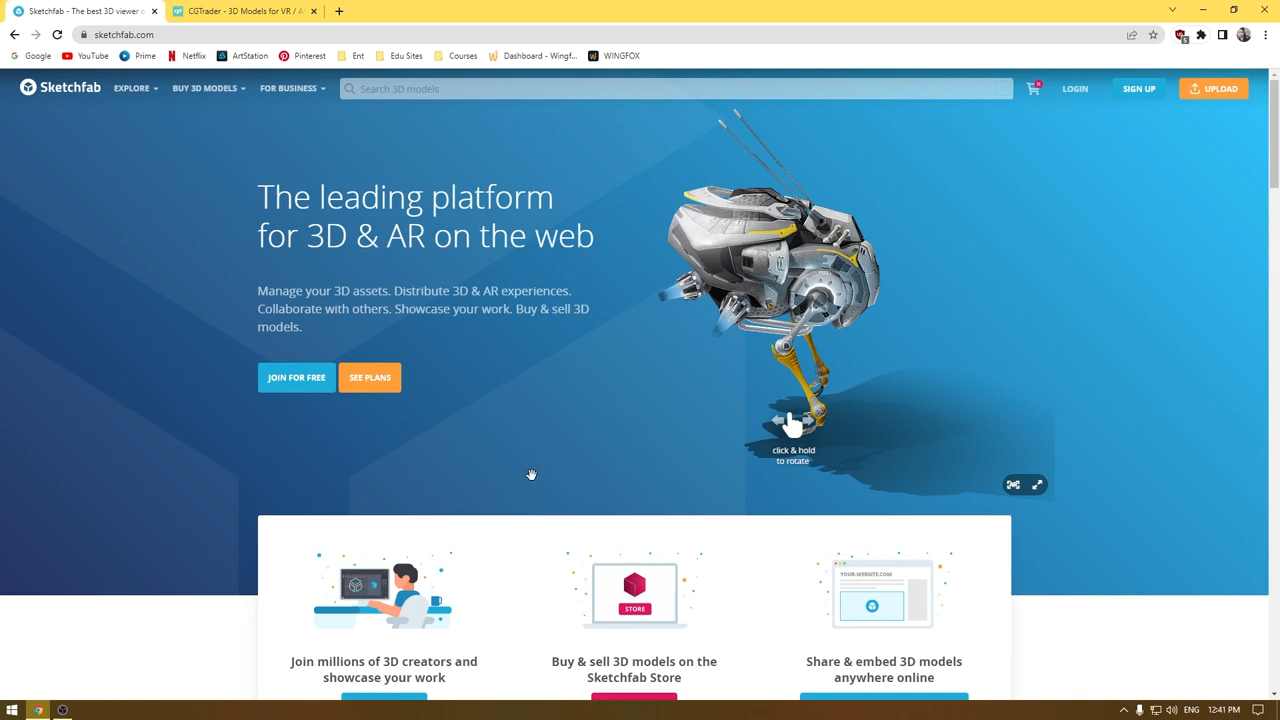 Sketchfab - The best 3D viewer o
CGTrader - 3D Models for VR / A
sketchfab.com
Google
YouTube
Prime
Netflix
ArtStation
Pinterest
Ent
Edu Sites
Courses
Dashboard - Wingf...
WINGFOX
Sketchfab
EXPLORE
BUY 3D MODELS
FOR BUSINESS
Search 3D models
LOGIN
SIGN UP
UPLOAD
The leading platform
for 3D & AR on the web
Manage your 3D assets. Distribute 3D & AR experiences.
Collaborate with others. Showcase your work. Buy & sell 3D
models.
JOIN FOR FREE
SEE PLANS
click & hold
to rotate
STORE
YOUR-WEBSITE.COM
Join millions of 3D creators and
showcase your work
Buy & sell 3D models on the
Sketchfab Store
Share & embed 3D models
anywhere online
ENG
12:41 PM